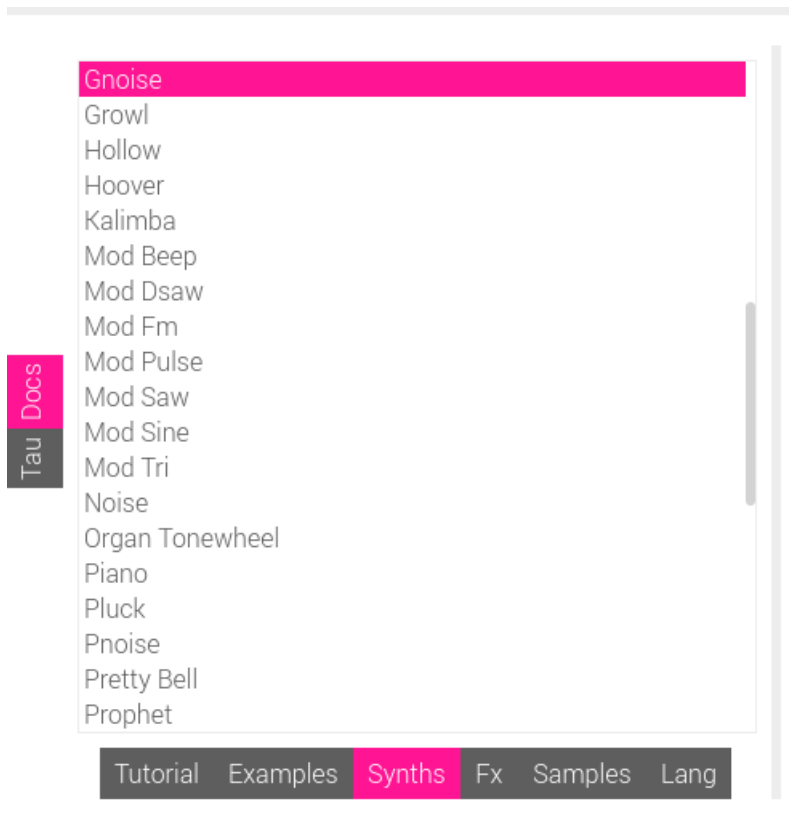 Gnoise
Growl
Hollow
Hoover
Kalimba
Mod Beep
Mod Dsaw
Mod Fm
Mod Pulse
Mod Saw
Mod Sine
Mod Tri
Noise
Organ Tonewheel
Piano
Pluck
Pnoise
Pretty Bell
Prophet
Docs
Tau
Tutorial Examples Synths Fx Samples Lang